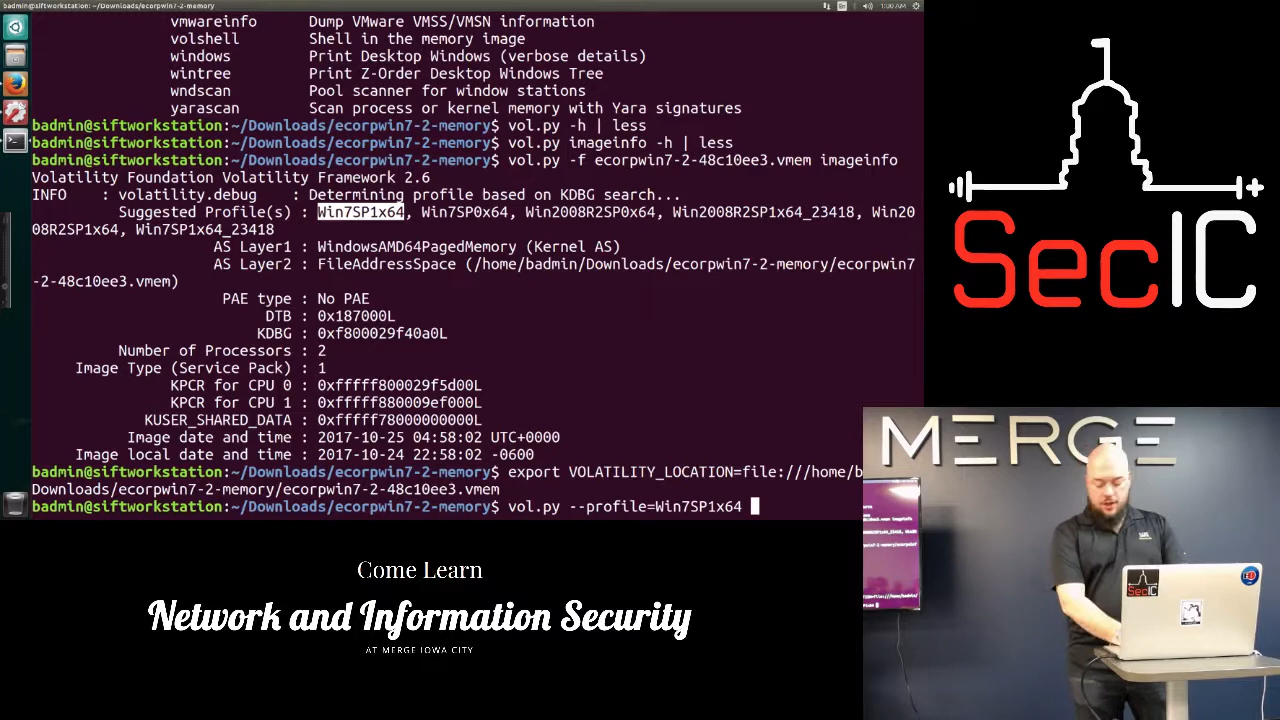 badmin@siftworkstation: ~/Downloads/ecorpwin7-2-memory
1:00 AM
vmwareinfo Dump VMware VMSS/VMSN information
volshell Shell in the memory image
windows Print Desktop Windows (verbose details)
wintree Print Z-Order Desktop Windows Tree
wndscan Pool scanner for window stations
yarascan Scan process or kernel memory with Yara signatures
badmin@siftworkstation:~/Downloads/ecorpwin7-2-memory$ vol.py -h | less
badmin@siftworkstation:~/Downloads/ecorpwin7-2-memory$ vol.py imageinfo -h | less
badmin@siftworkstation:~/Downloads/ecorpwin7-2-memory$ vol.py -f ecorpwin7-2-48c10ee3.vmem imageinfo
Volatility Foundation Volatility Framework 2.6
INFO : volatility.debug : Determining profile based on KDBG search...
Suggested Profile(s) : Win7SP1x64, Win7SP0x64, Win2008R2SP0x64, Win2008R2SP1x64_23418, Win20
08R2SP1x64, Win7SP1x64_23418
AS Layer1 : WindowsAMD64PagedMemory (Kernel AS)
AS Layer2 : FileAddressSpace (/home/badmin/Downloads/ecorpwin7-2-memory/ecorpwin7
-2-48c10ee3.vmem)
PAE type : No PAE
DTB : 0x187000L
KDBG : 0xf800029f40a0L
Number of Processors : 2
Image Type (Service Pack) : 1
KPCR for CPU 0 : 0xfffff800029f5d00L
KPCR for CPU 1 : 0xfffff880009ef000L
KUSER_SHARED_DATA : 0xfffff78000000000L
Image date and time : 2017-10-25 04:58:02 UTC+0000
Image local date and time : 2017-10-24 22:58:02 -0600
badmin@siftworkstation:~/Downloads/ecorpwin7-2-memory$ export VOLATILITY_LOCATION=file:///home/b
Downloads/ecorpwin7-2-memory/ecorpwin7-2-48c10ee3.vmem
badmin@siftworkstation:~/Downloads/ecorpwin7-2-memory$ vol.py --profile=Win7SP1x64
SecIC
MERGE
SecIC
Come Learn
Network and Information Security
AT MERGE IOWA CITY